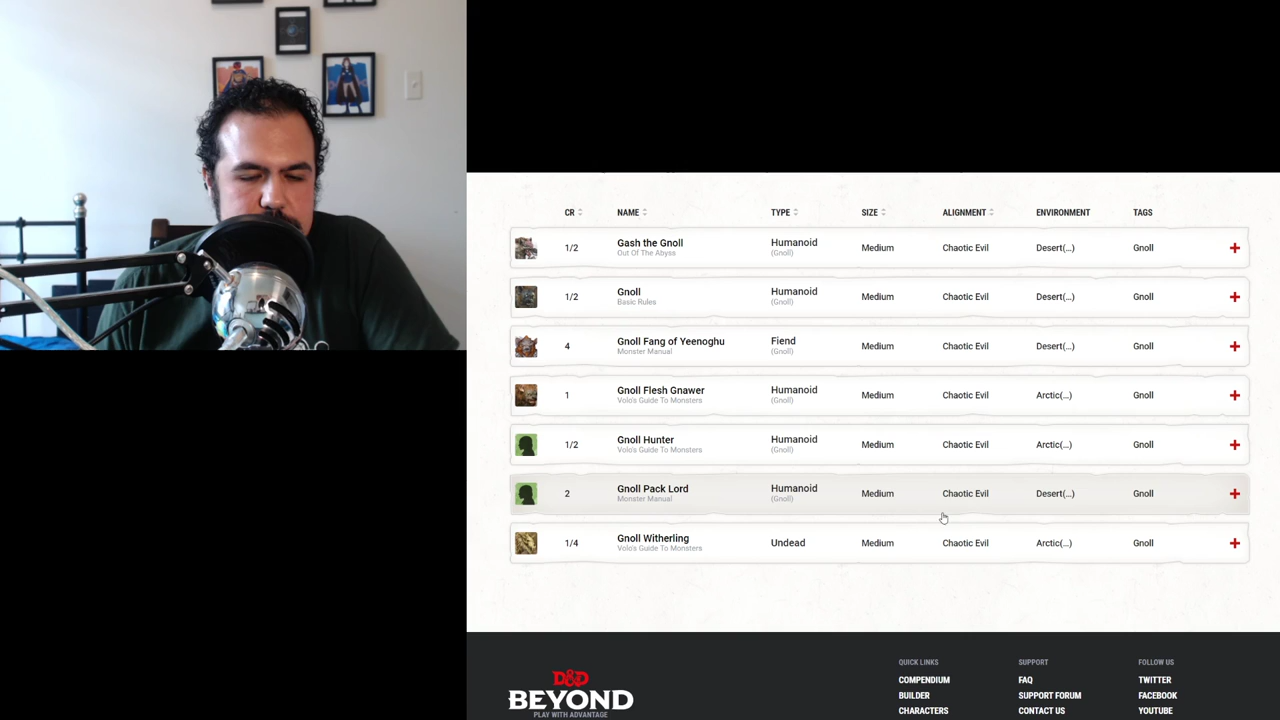 CR NAME TYPE SIZE ALIGNMENT ENVIRONMENT TAGS
1/2 Gash the Gnoll Humanoid Medium Chaotic Evil Desert(...) Gnoll
Out Of The Abyss (Gnoll)
1/2 Gnoll Humanoid Medium Chaotic Evil Desert(...) Gnoll
Basic Rules (Gnoll)
4 Gnoll Fang of Yeenoghu Fiend Medium Chaotic Evil Desert(...) Gnoll
Monster Manual (Gnoll)
1 Gnoll Flesh Gnawer Humanoid Medium Chaotic Evil Arctic(...) Gnoll
Volo's Guide To Monsters (Gnoll)
1/2 Gnoll Hunter Humanoid Medium Chaotic Evil Arctic(...) Gnoll
Volo's Guide To Monsters (Gnoll)
2 Gnoll Pack Lord Humanoid Medium Chaotic Evil Desert(...) Gnoll
Monster Manual (Gnoll)
1/4 Gnoll Witherling Undead Medium Chaotic Evil Arctic(...) Gnoll
Volo's Guide To Monsters
D&D
BEYOND
PLAY WITH ADVANTAGE
QUICK LINKS SUPPORT FOLLOW US
COMPENDIUM FAQ TWITTER
BUILDER SUPPORT FORUM FACEBOOK
CHARACTERS CONTACT US YOUTUBE